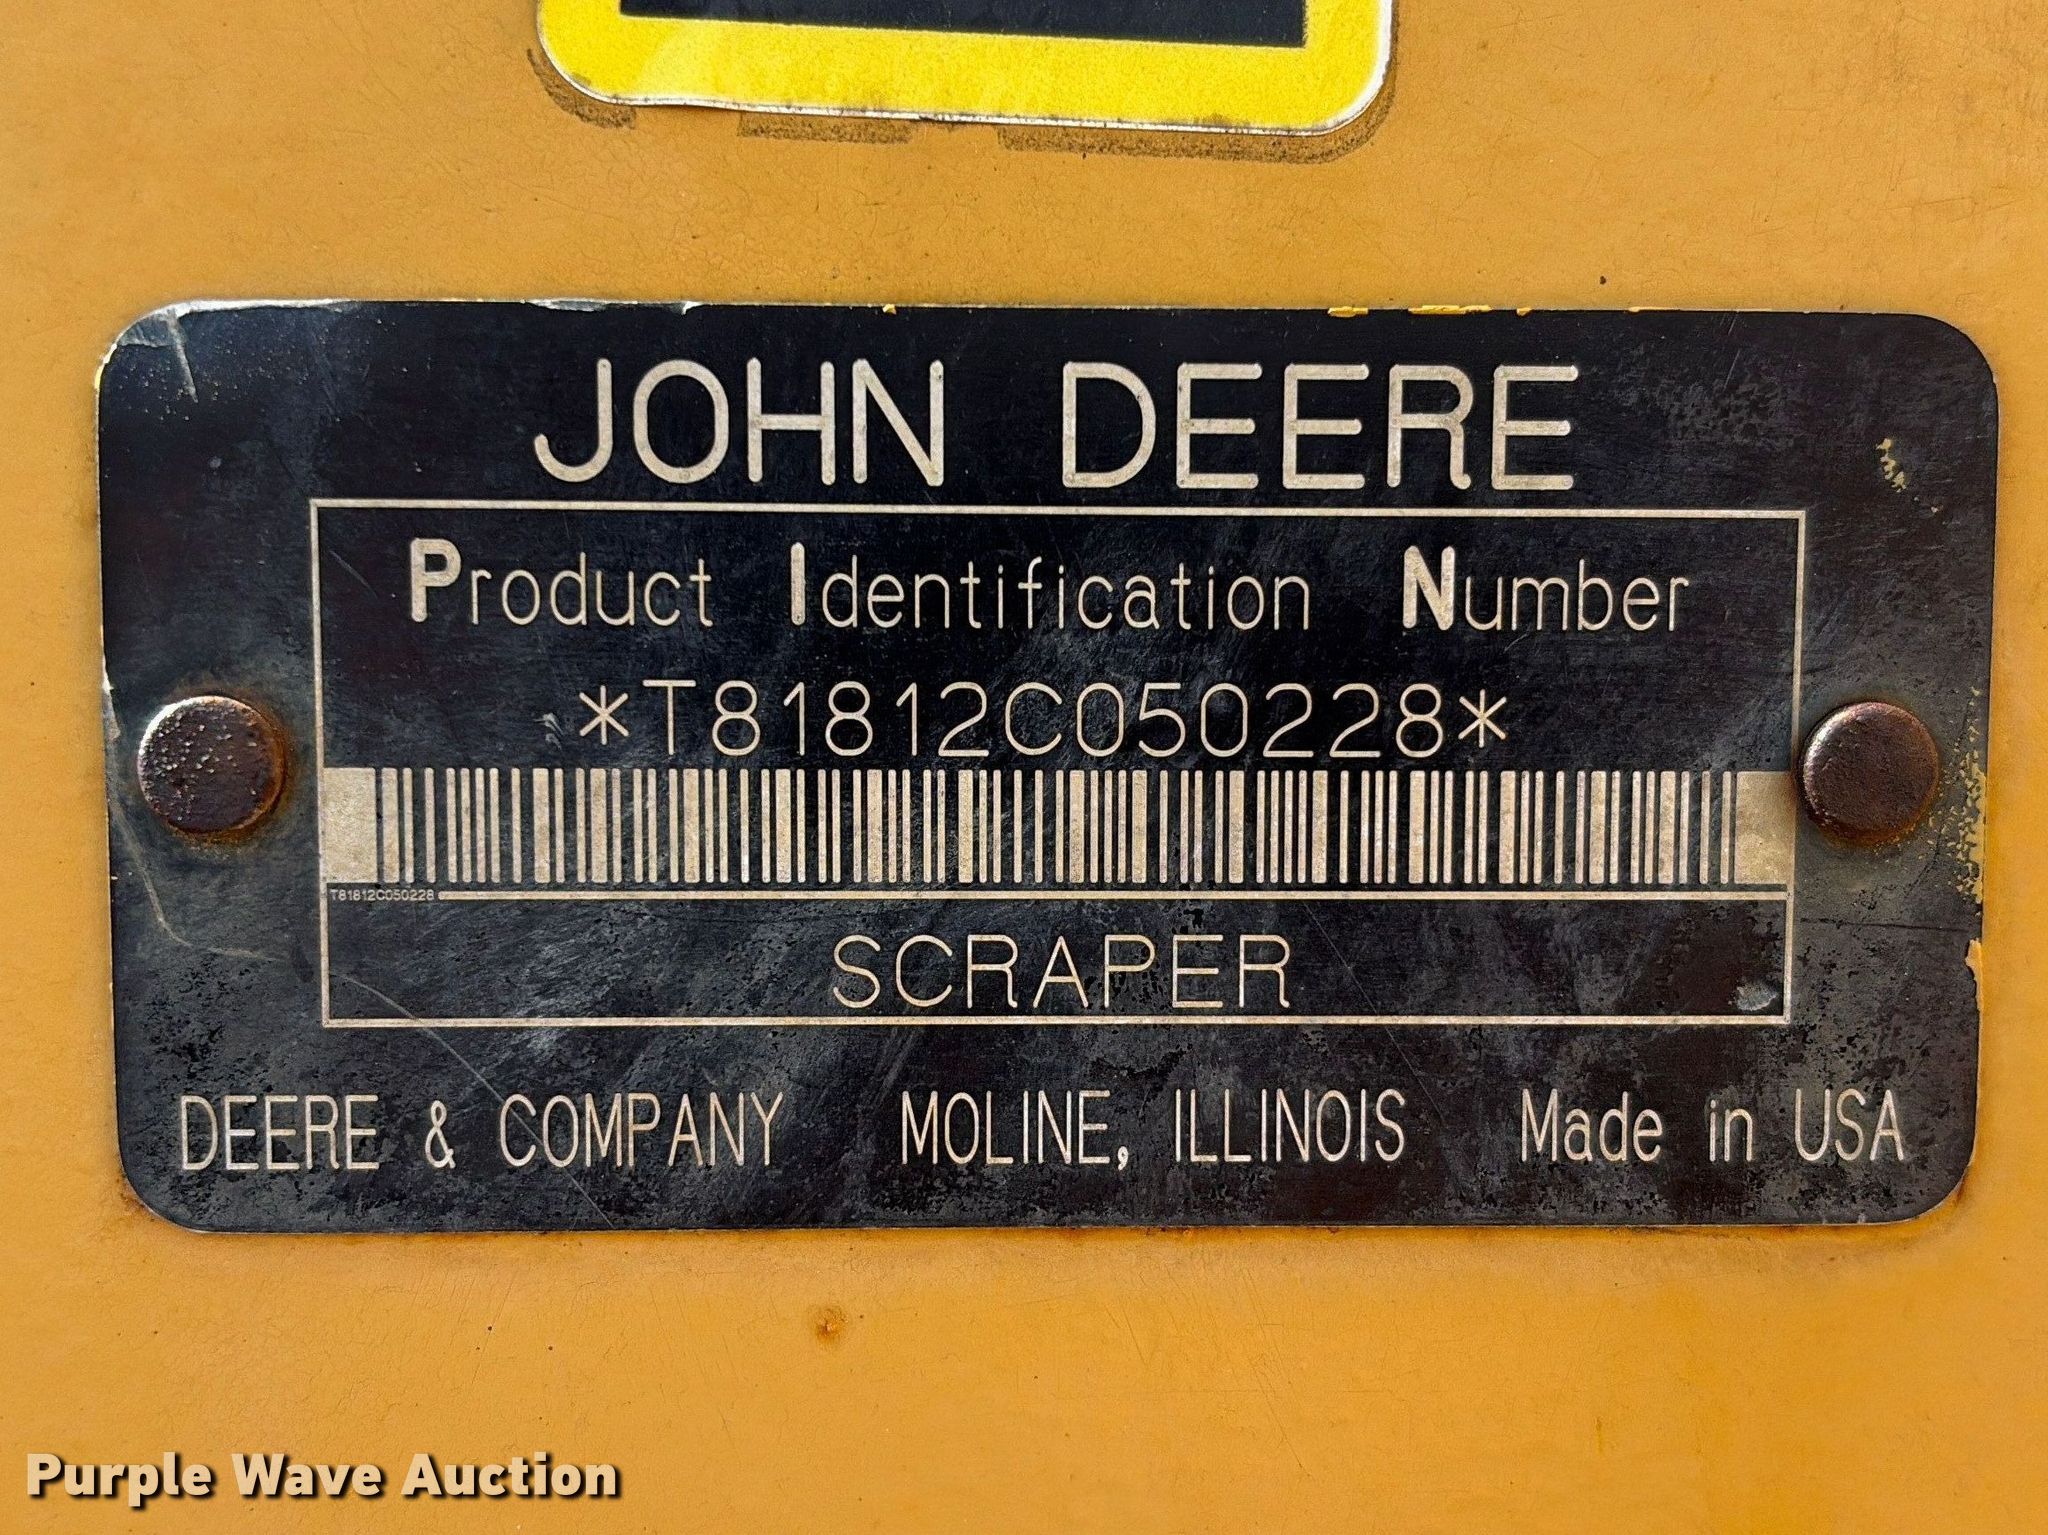 JOHN DEERE
Product Identification Number
*T81812C050228*
T81812C050228
SCRAPER
DEERE & COMPANY MOLINE, ILLINOIS Made in USA
Purple Wave Auction